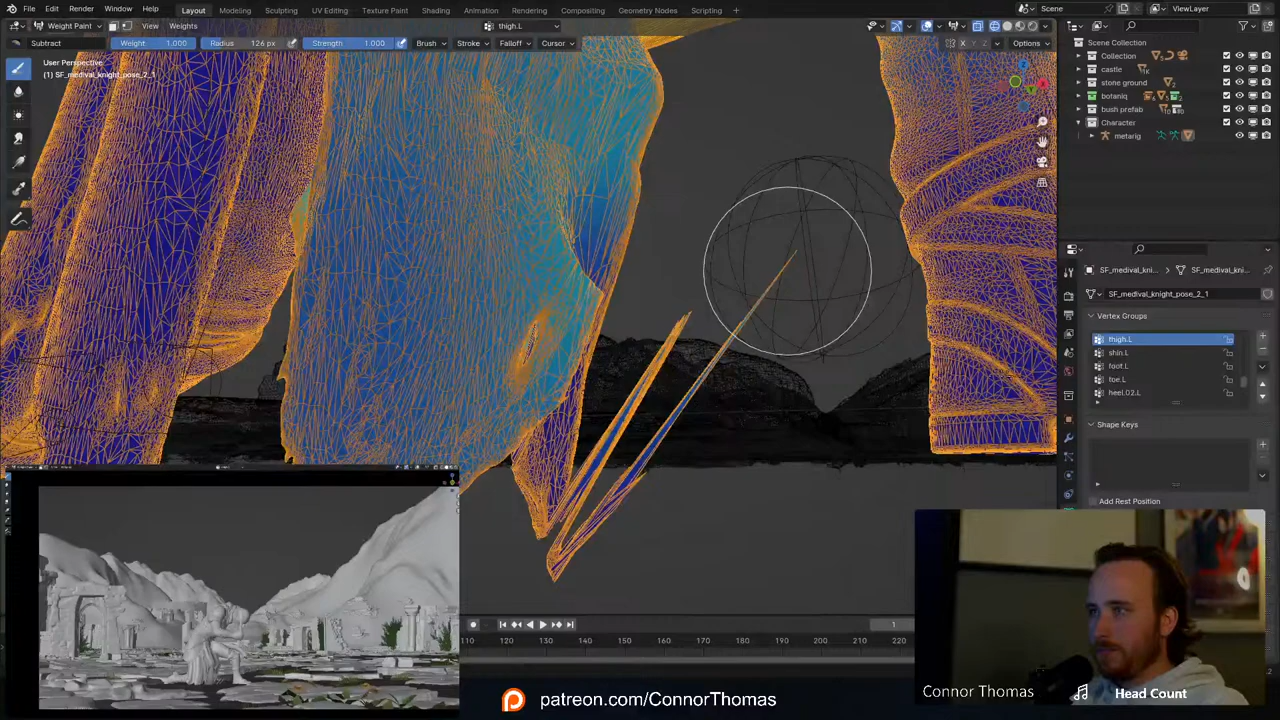 File Edit Render Window Help
Layout Modeling Sculpting UV Editing Texture Paint Shading Animation Rendering Compositing Geometry Nodes Scripting
Scene
ViewLayer
Weight Paint View Weights
thigh.L
Subtract Weight 1.000 Radius 126 px Strength 1.000 Brush Stroke Falloff Cursor
X Y Z Options
User Perspective
(1) SF_medival_knight_pose_2_1
Scene Collection
Collection
castle
stone ground
botaniq
bush prefab
Character
metarig
SF_medival_kni... SF_medival_kni...
SF_medival_knight_pose_2_1
Vertex Groups
thigh.L
shin.L
foot.L
toe.L
heel.02.L
Shape Keys
Add Rest Position
1
110 120 130 140 150 160 170 180 190 200 210 220
patreon.com/ConnorThomas
Connor Thomas
Head Count